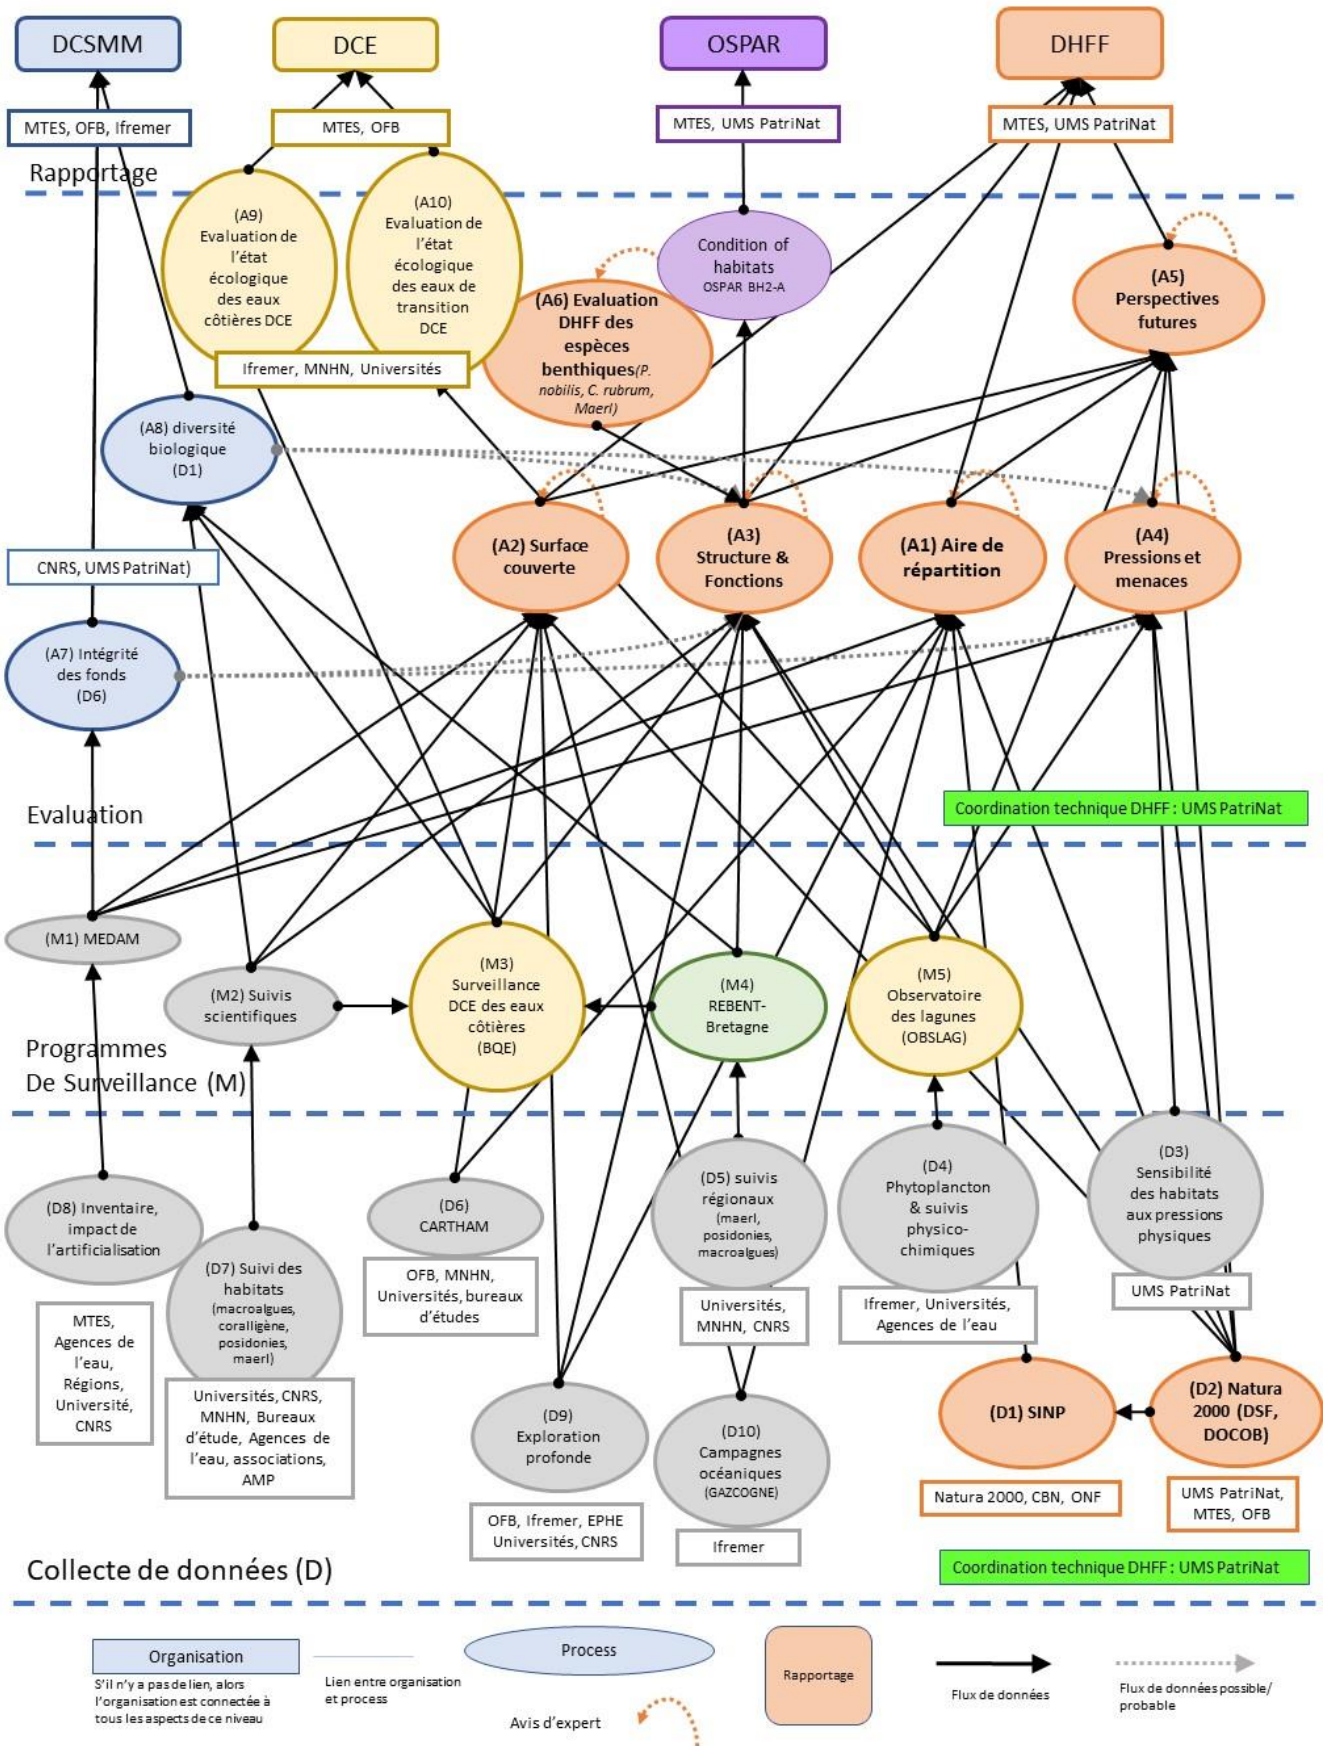 DCSMM
DCE
OSPAR
DHFF
MTES, OFB, Ifremer
MTES, OFB
MTES, UMS PatriNat
MTES, UMS PatriNat
Rapportage
(A9)
Evaluation de
l'état
écologique
des eaux
côtières DCE
(A10)
Evaluation de
l'état
écologique
des eaux de
transition
DCE
Condition of
habitats
OSPAR BH2-A
(A5)
Perspectives
futures
(A6) Evaluation
DHFF des
espèces
benthiques(P.
nobilis, C. rubrum,
Maerl)
Ifremer, MNHN, Universités
(A8) diversité
biologique
(D1)
(A2) Surface
couverte
(A3)
Structure &
Fonctions
(A1) Aire de
répartition
(A4)
Pressions et
menaces
CNRS, UMS PatriNat)
(A7) Intégrité
des fonds
(D6)
Evaluation
Coordination technique DHFF : UMS PatriNat
(M1) MEDAM
(M2) Suivis
scientifiques
(M3)
Surveillance
DCE des eaux
côtières
(BQE)
(M4)
REBENT-
Bretagne
(M5)
Observatoire
des lagunes
(OBSLAG)
Programmes
De Surveillance (M)
(D8) Inventaire,
impact de
l'artificialisation
(D7) Suivi des
habitats
(macroalgues,
coralligène,
posidonies,
maerl)
(D6)
CARTHAM
(D5) suivis
régionaux
(maerl,
posidonies,
macroalgues)
(D4)
Phytoplancton
& suivis
physico-
chimiques
(D3)
Sensibilité
des habitats
aux pressions
physiques
MTES,
Agences de
l'eau,
Régions,
Université,
CNRS
Universités, CNRS,
MNHN, Bureaux
d'étude, Agences de
l'eau, associations,
AMP
OFB, MNHN,
Universités, bureaux
d'études
Universités,
MNHN, CNRS
Ifremer, Universités,
Agences de l'eau
UMS PatriNat
(D9)
Exploration
profonde
(D10)
Campagnes
océaniques
(GAZCOGNE)
(D1) SINP
(D2) Natura
2000 (DSF,
DOCOB)
OFB, Ifremer, EPHE
Universités, CNRS
Ifremer
Natura 2000, CBN, ONF
UMS PatriNat,
MTES, OFB
Collecte de données (D)
Coordination technique DHFF : UMS PatriNat
Organisation
S'il n'y a pas de lien, alors
l'organisation est connectée à
tous les aspects de ce niveau
Lien entre organisation
et process
Process
Avis d'expert
Rapportage
Flux de données
Flux de données possible/
probable